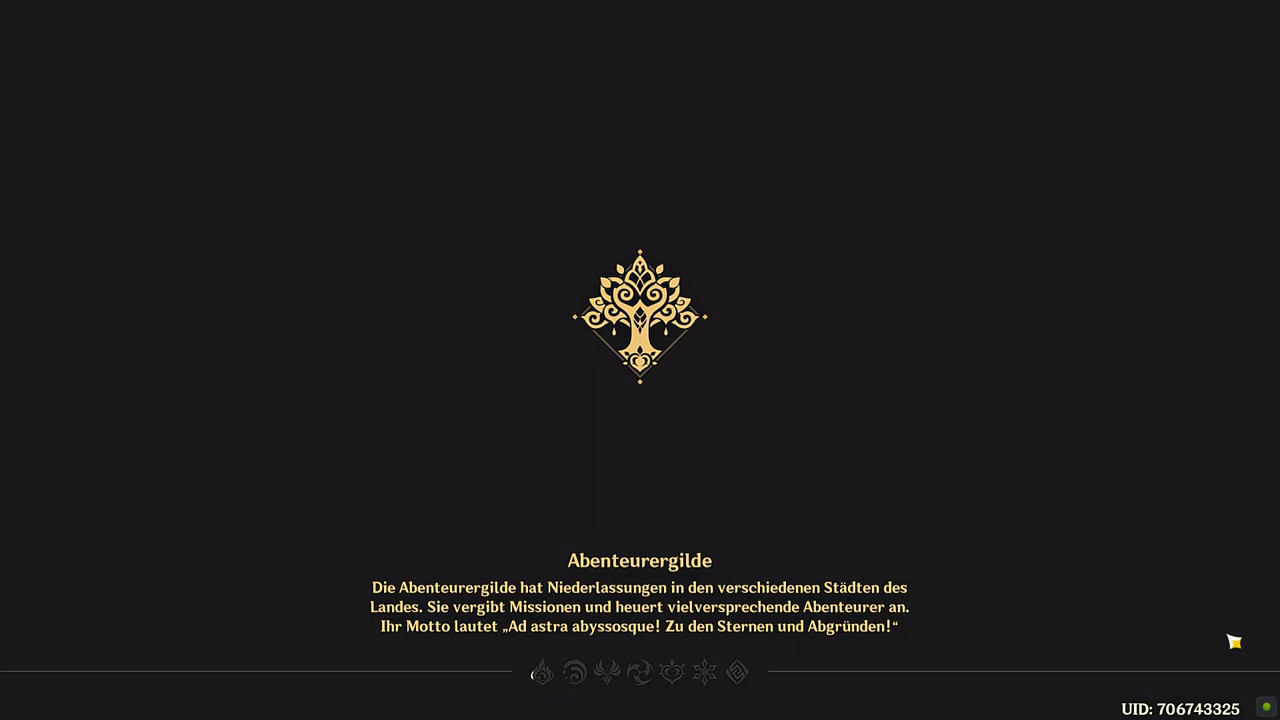 Abenteurergilde
Die Abenteurergilde hat Niederlassungen in den verschiedenen Städten des
Landes. Sie vergibt Missionen und heuert vielversprechende Abenteurer an.
Ihr Motto lautet „Ad astra abyssosque! Zu den Sternen und Abgründen!“
UID: 706743325